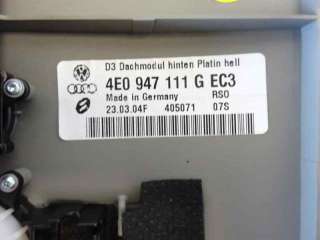 D3 Dachmodul hinten Platin hell
4E0 947 111 G EC3
Made in Germany RSO
23.03.04F 405071 07S